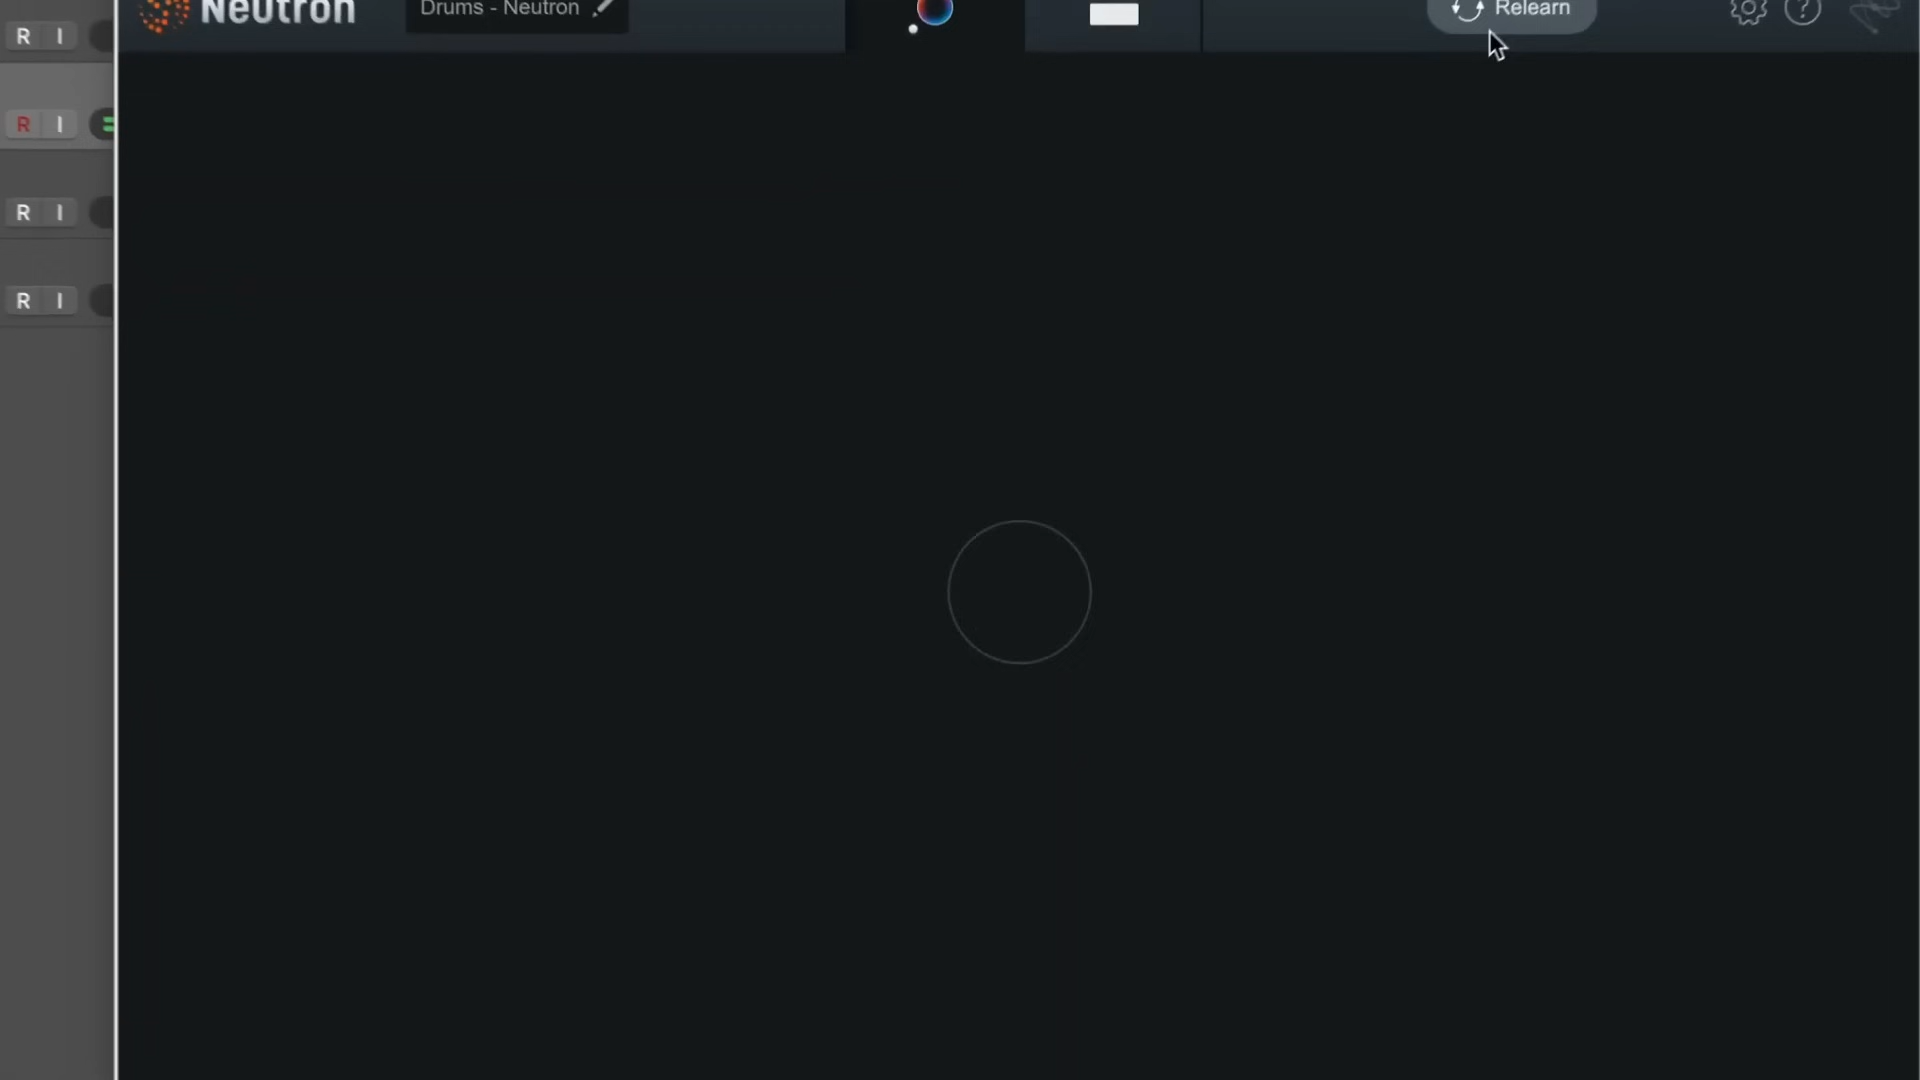 Neutron
Drums - Neutron
Relearn
?
R I
R I
R I
R I